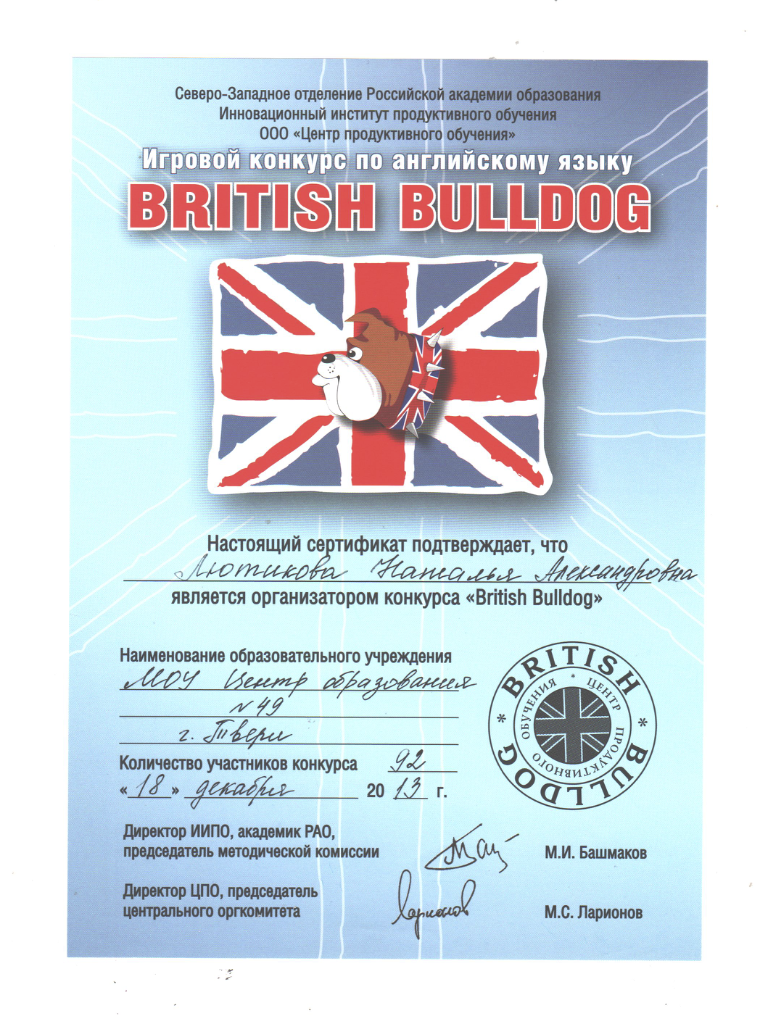 Северо-Западное отделение Российской академии образования
Инновационный институт продуктивного обучения
ООО «Центр продуктивного обучения»
Игровой конкурс по английскому языку
BRITISH BULLDOG
Настоящий сертификат подтверждает, что
Лютикова Наталья Александровна
является организатором конкурса «British Bulldog»
Наименование образовательного учреждения
МОУ Центр образования
№49
г. Твери
Количество участников конкурса 92
«18» декабря 2013 г.
BRITISH * BULLDOG *
ЦЕНТР ПРОДУКТИВНОГО ОБУЧЕНИЯ *
Директор ИИПО, академик РАО,
председатель методической комиссии М.И. Башмаков
Директор ЦПО, председатель
центрального оргкомитета Ларионов М.С. Ларионов